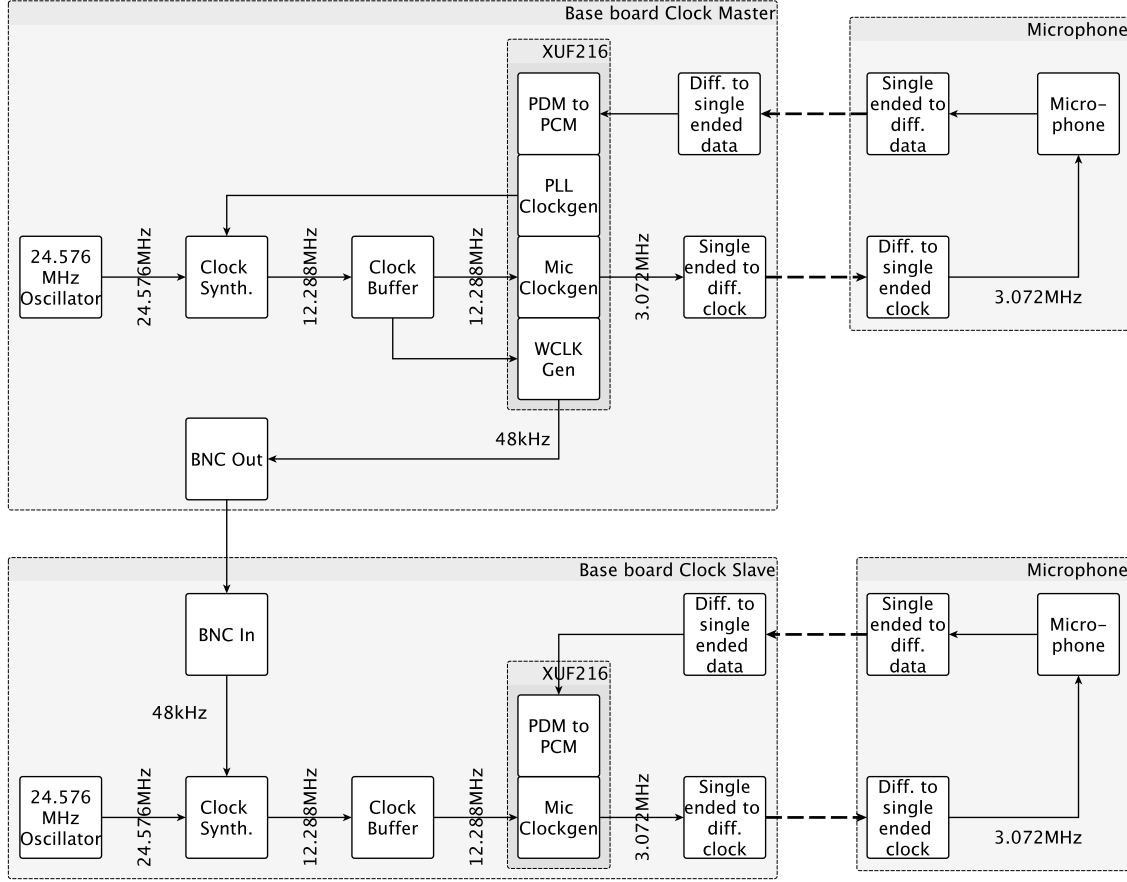 Base board Clock Master
Microphone
XUF216
PDM to
PCM
Diff. to
single
ended
data
Single
ended to
diff.
data
Micro-
phone
PLL
Clockgen
24.576
MHz
Oscillator
24.576MHz
Clock
Synth.
12.288MHz
Clock
Buffer
12.288MHz
Mic
Clockgen
3.072MHz
Single
ended to
diff.
clock
Diff. to
single
ended
clock
3.072MHz
WCLK
Gen
48kHz
BNC Out
Base board Clock Slave
Microphone
BNC In
Diff. to
single
ended
data
Single
ended to
diff.
data
Micro-
phone
XUF216
48kHz
PDM to
PCM
24.576
MHz
Oscillator
24.576MHz
Clock
Synth.
12.288MHz
Clock
Buffer
12.288MHz
Mic
Clockgen
3.072MHz
Single
ended to
diff.
clock
Diff. to
single
ended
clock
3.072MHz